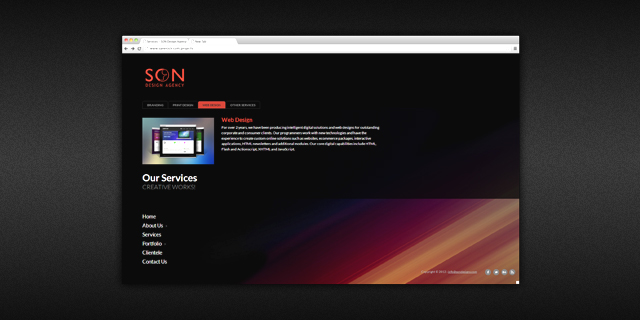 SON
DESIGN AGENCY
BRANDING
PRINT DESIGN
WEB DESIGN
OTHER SERVICES
Web Design
For over 2 years, we have been producing intelligent digital solutions and web designs for outstanding
corporate and consumer clients. Our programmers work with new technologies and have the
experience to create custom online solutions such as websites, ecommerce packages, interactive
applications, HTML newsletters and additional modules. Our core digital capabilities include HTML,
Flash and Actionscript, XHTML and JavaScript.
Our Services
CREATIVE WORKS!
Home
About Us
Services
Portfolio
Clientele
Contact Us